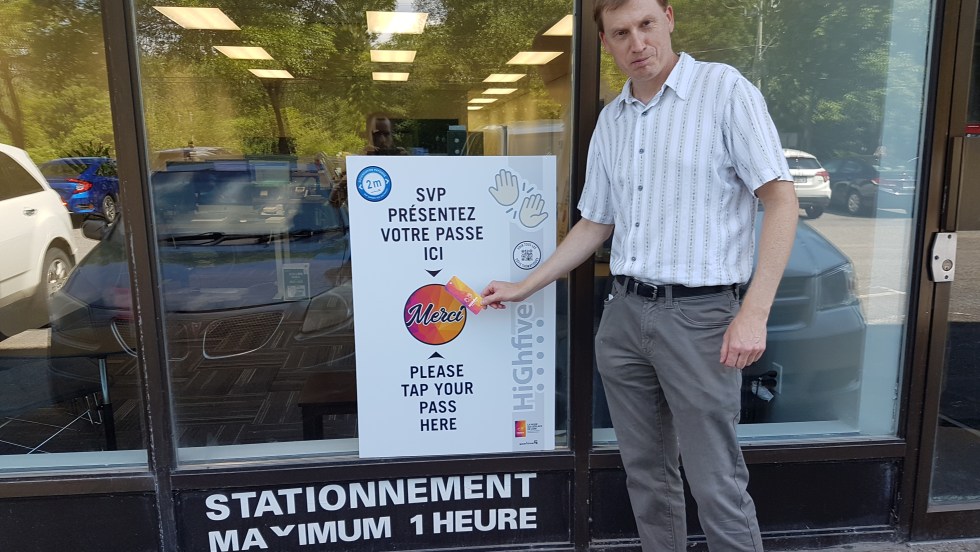 2m
SVP
PRÉSENTEZ
VOTRE PASSE
ICI
Merci
PLEASE
TAP YOUR
PASS
HERE
HiGhfive
STATIONNEMENT
MAXIMUM 1 HEURE